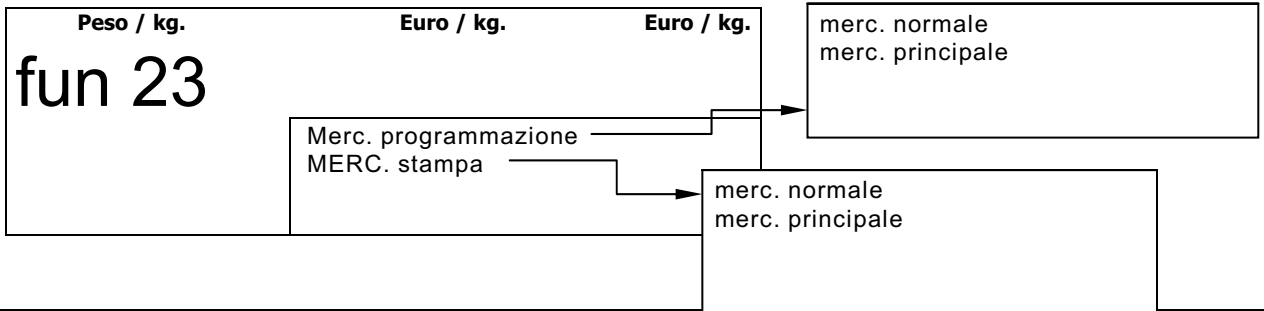 Peso / kg. Euro / kg. Euro / kg.
fun 23
Merc. programmazione
MERC. stampa
merc. normale
merc. principale
merc. normale
merc. principale